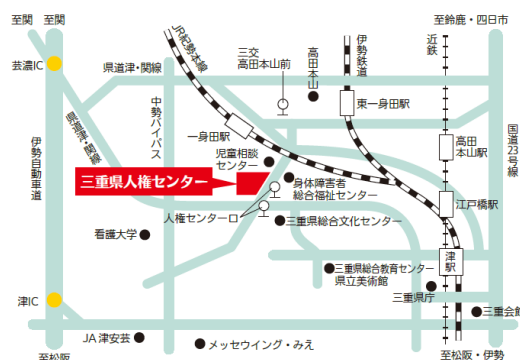 至関
至関
至鈴鹿・四日市
JR紀勢本線
三交
高田本山前
高田本山
伊勢鉄道
近鉄
芸濃IC
県道津・関線
県道津・関線
中勢バイパス
東一身田駅
一身田駅
高田
本山駅
国道23号線
伊勢自動車道
児童相談
センター
三重県人権センター
身体障害者
総合福祉センター
江戸橋駅
人権センター口
三重県総合文化センター
看護大学
津駅
三重県総合教育センター
県立美術館
三重県庁
津IC
三重会館
JA津安芸
メッセウイング・みえ
至松阪
至松阪・伊勢